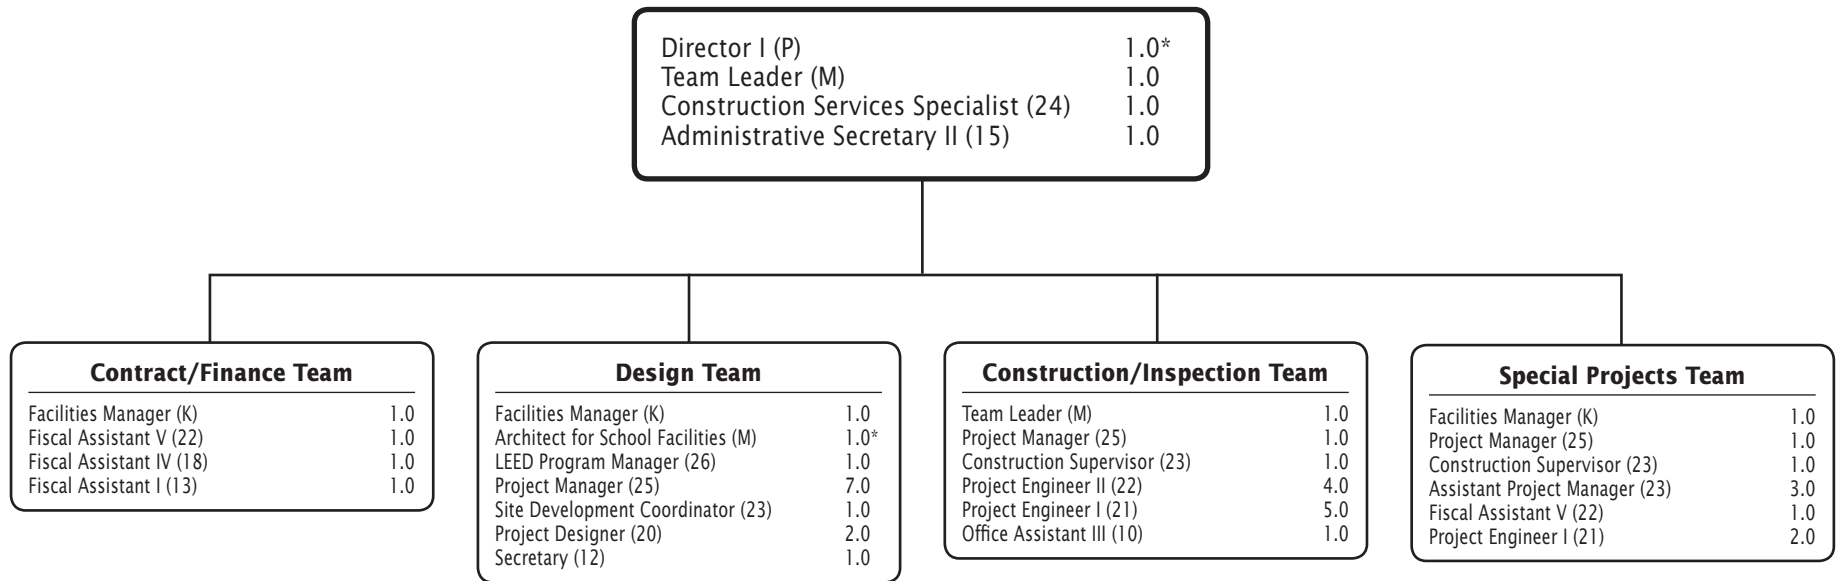 Director I (P) 1.0*
Team Leader (M) 1.0
Construction Services Specialist (24) 1.0
Administrative Secretary II (15) 1.0
Contract/Finance Team
Facilities Manager (K) 1.0
Fiscal Assistant V (22) 1.0
Fiscal Assistant IV (18) 1.0
Fiscal Assistant I (13) 1.0
Design Team
Facilities Manager (K) 1.0
Architect for School Facilities (M) 1.0*
LEED Program Manager (26) 1.0
Project Manager (25) 7.0
Site Development Coordinator (23) 1.0
Project Designer (20) 2.0
Secretary (12) 1.0
Construction/Inspection Team
Team Leader (M) 1.0
Project Manager (25) 1.0
Construction Supervisor (23) 1.0
Project Engineer II (22) 4.0
Project Engineer I (21) 5.0
Office Assistant III (10) 1.0
Special Projects Team
Facilities Manager (K) 1.0
Project Manager (25) 1.0
Construction Supervisor (23) 1.0
Assistant Project Manager (23) 3.0
Fiscal Assistant V (22) 1.0
Project Engineer I (21) 2.0